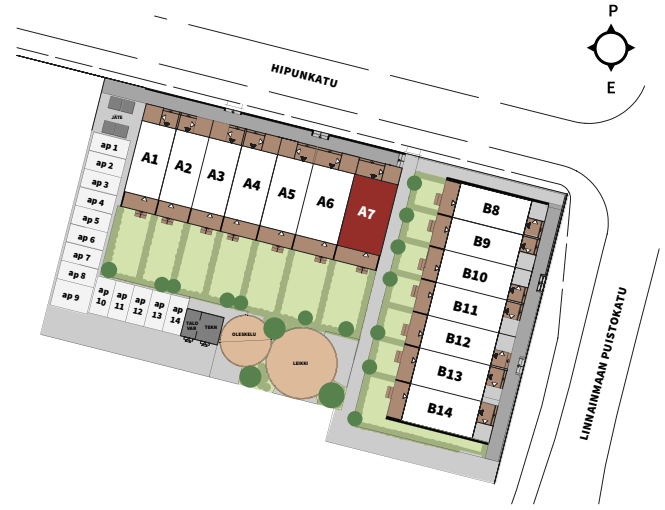 P
E
HIPUNKATU
LINNAINMAAN PUISTOKATU
JÄTE
ap 1
ap 2
ap 3
ap 4
ap 5
ap 6
ap 7
ap 8
ap 9
ap 10
ap 11
ap 12
ap 13
ap 14
A1
A2
A3
A4
A5
A6
A7
B8
B9
B10
B11
B12
B13
B14
TALO
VAR
TEKN
OLESKELU
LEIKKI